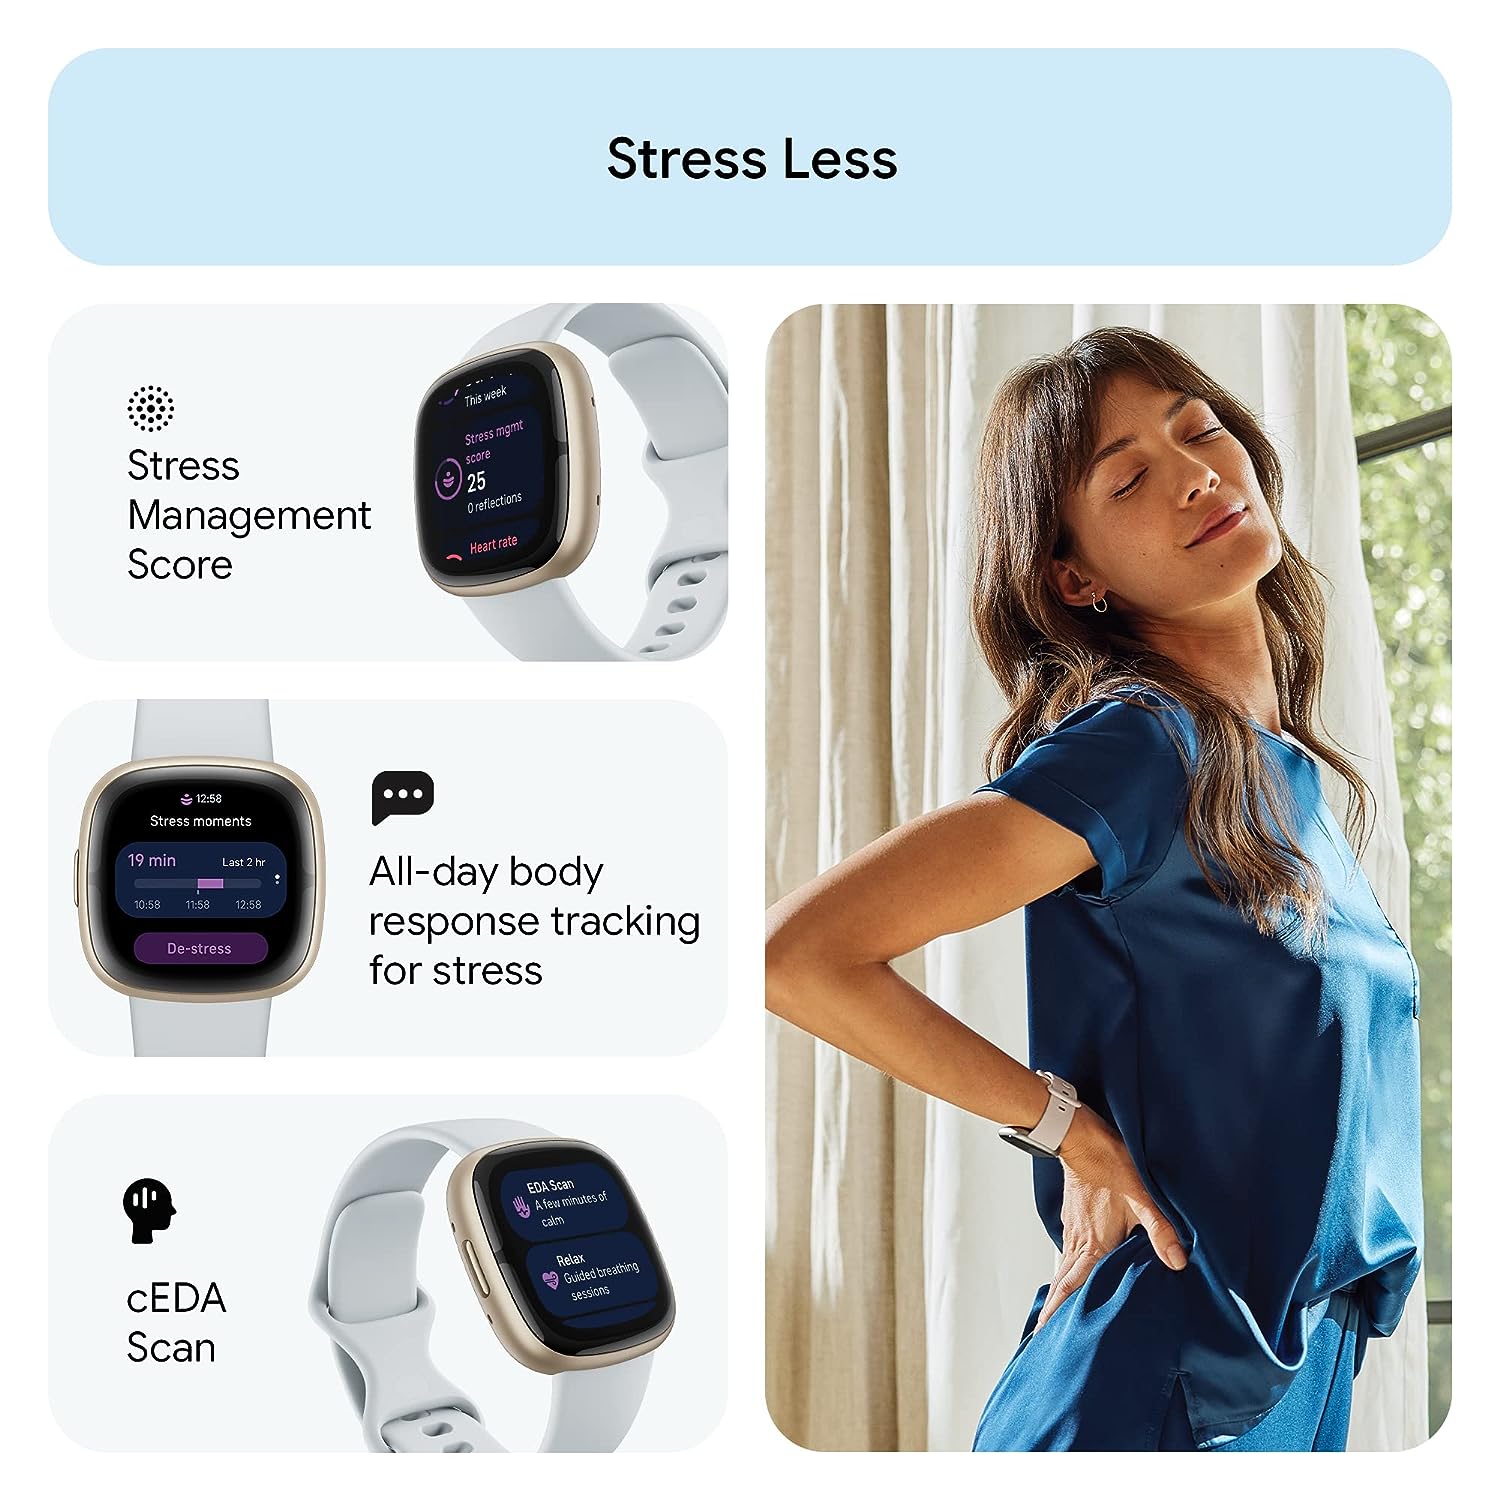 Stress Less
Stress
Management
Score
This week
Stress mgmt
score
25
0 reflections
Heart rate
12:58
Stress moments
19 min
Last 2 hr
10:58 11:58 12:58
De-stress
All-day body
response tracking
for stress
cEDA
Scan
EDA Scan
A few minutes of
calm
Relax
Guided breathing
sessions